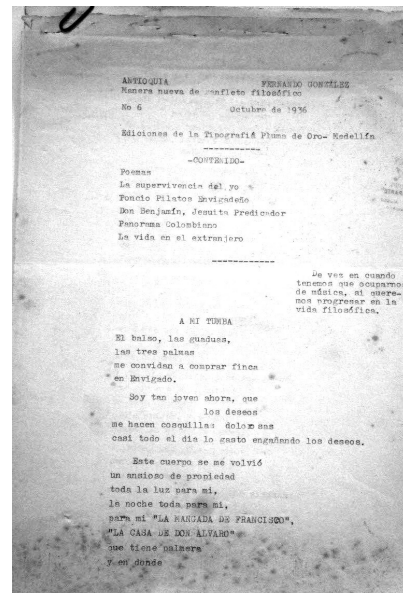 ANTIOQUIA FERNANDO GONZÁLEZ
Manera nueva de panfleto filosófico
No 6 Octubre de 1936
Ediciones de la Tipografiá Pluma de Oro- Medellín
-CONTENIDO-
Poemas
La supervivencia del yo
Poncio Pilatos Envigadeño
Don Benjamín, Jesuita Predicador
Panorama Colombiano
La vida en el extranjero
De vez en cuando
tenemos que ocuparnos
de música, si quere-
mos progresar en la
vida filosófica.
A MI TUMBA
El balso, las guaduas,
las tres palmas
me convidan a comprar finca
en Envigado.
Soy tan joven ahora, que
los deseos
me hacen cosquillas dolorosas
casi todo el día lo gasto engañando los deseos.
Este cuerpo se me volvió
un ansioso de propiedad
toda la luz para mi,
la noche toda para mi,
para mi "LA MANGADA DE FRANCISCO",
"LA CASA DE DON ALVARO"
que tiene palmera
y en donde